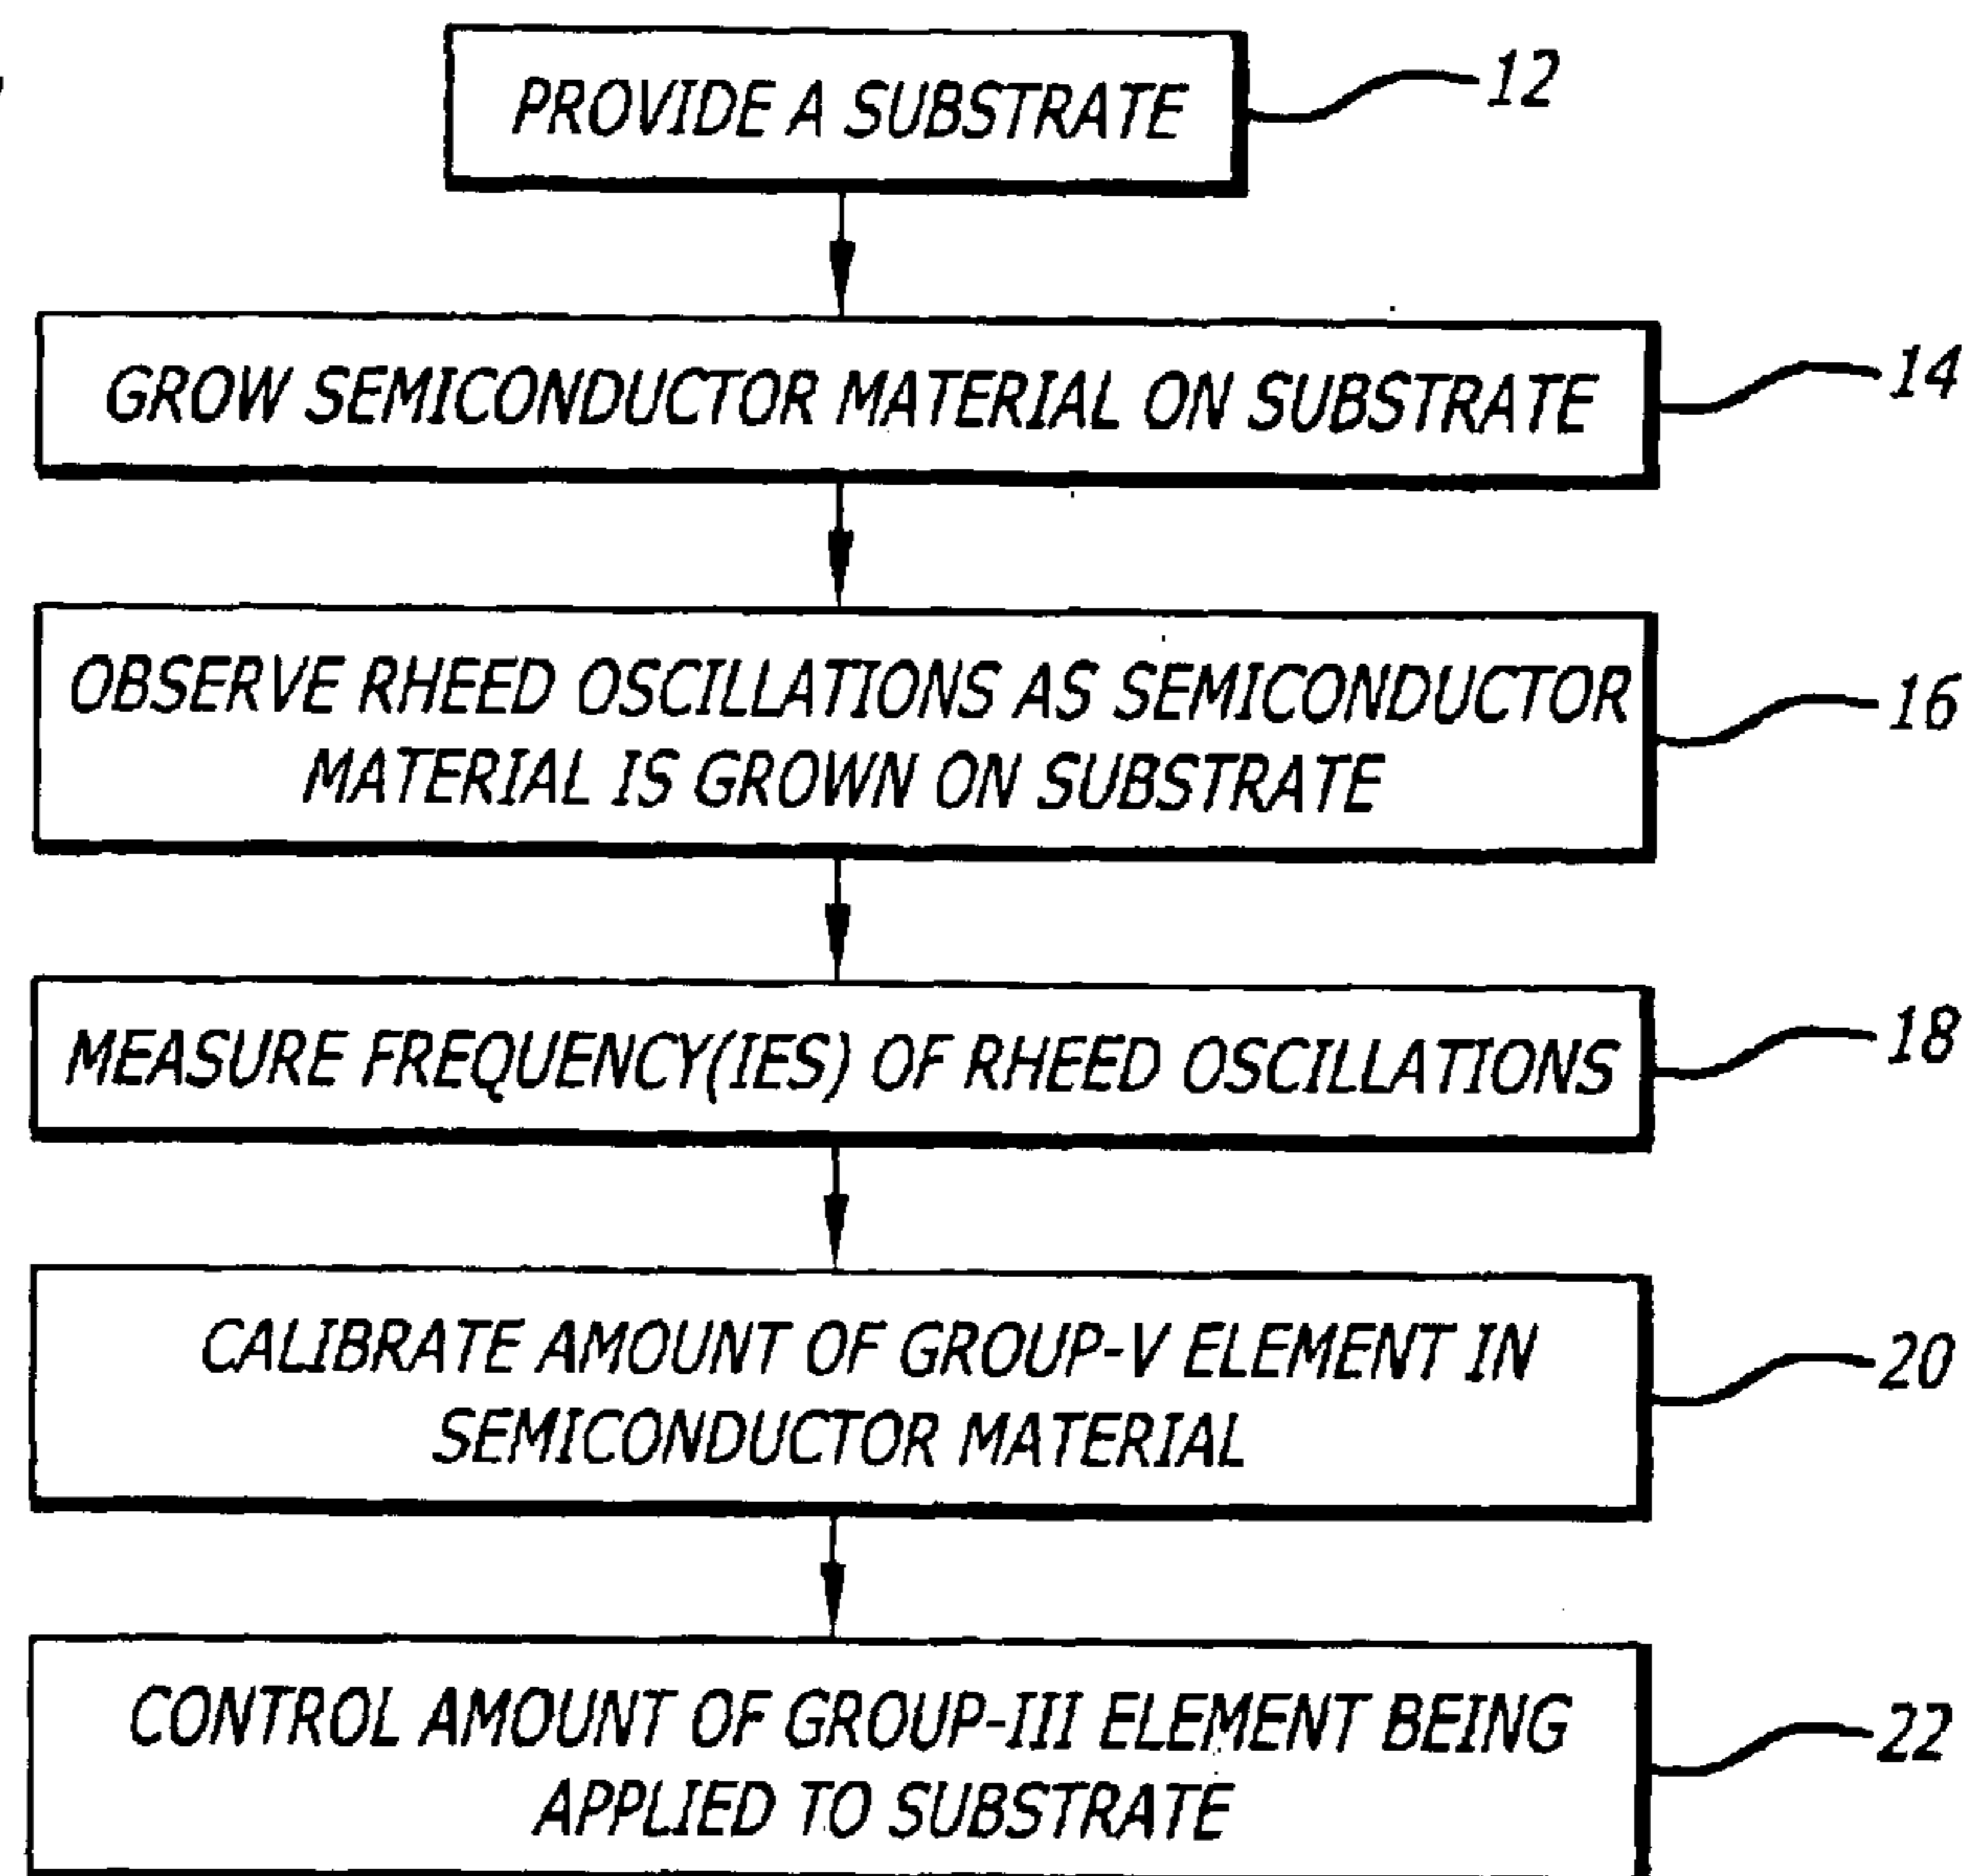 PROVIDE A SUBSTRATE
12
GROW SEMICONDUCTOR MATERIAL ON SUBSTRATE
14
OBSERVE RHEED OSCILLATIONS AS SEMICONDUCTOR
MATERIAL IS GROWN ON SUBSTRATE
16
MEASURE FREQUENCY(IES) OF RHEED OSCILLATIONS
18
CALIBRATE AMOUNT OF GROUP-V ELEMENT IN
SEMICONDUCTOR MATERIAL
20
CONTROL AMOUNT OF GROUP-III ELEMENT BEING
APPLIED TO SUBSTRATE
22